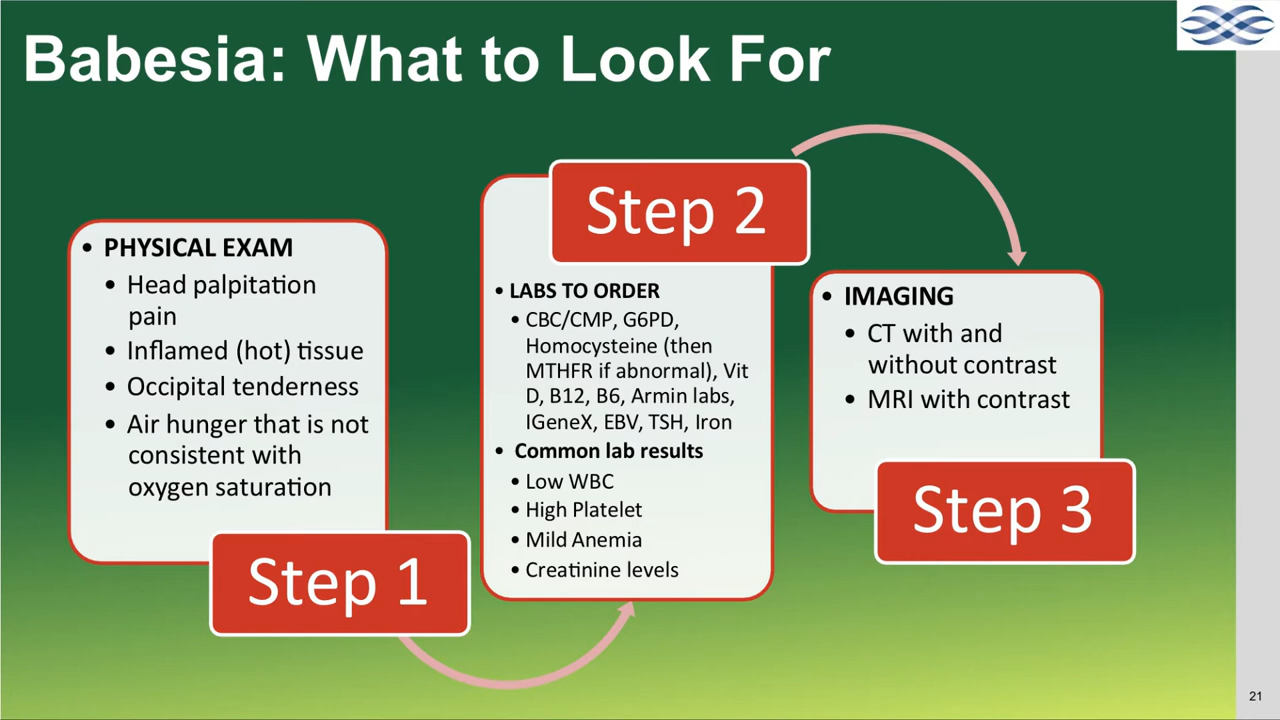 Babesia: What to Look For
• PHYSICAL EXAM
• Head palpitation
pain
• Inflamed (hot) tissue
• Occipital tenderness
• Air hunger that is not
consistent with
oxygen saturation
Step 1
Step 2
• LABS TO ORDER
• CBC/CMP, G6PD,
Homocysteine (then
MTHFR if abnormal), Vit
D, B12, B6, Armin labs,
IGeneX, EBV, TSH, Iron
• Common lab results
• Low WBC
• High Platelet
• Mild Anemia
• Creatinine levels
• IMAGING
• CT with and
without contrast
• MRI with contrast
Step 3
21